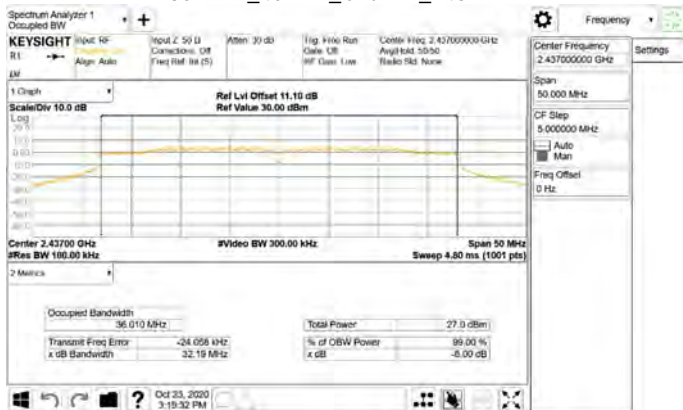 Spectrum Analyzer 1
Occupied BW
+
Frequency
KEYSIGHT
Input: RF
Input Z: 50 Ω
Atten: 30 dB
Trig: Free Run
Center Freq: 2.437000000 GHz
Corrections: Off
Gate: Off
Avg|Hold: 50/50
Align: Auto
Freq Ref: Int (S)
#IF Gain: Low
Radio Std: None
Center Frequency
2.437000000 GHz
Settings
Span
50.000 MHz
CF Step
5.000000 MHz
Auto
Man
Freq Offset
0 Hz
1 Graph
Scale/Div 10.0 dB
Ref Lvl Offset 11.10 dB
Ref Value 30.00 dBm
Log
Center 2.43700 GHz
#Video BW 300.00 kHz
Span 50 MHz
#Res BW 100.00 kHz
Sweep 4.80 ms (1001 pts)
2 Metrics
Occupied Bandwidth
36.010 MHz
Total Power
27.0 dBm
Transmit Freq Error
-24.058 kHz
% of OBW Power
99.00 %
x dB Bandwidth
32.19 MHz
x dB
-6.00 dB
?
Oct 23, 2020
3:19:32 PM